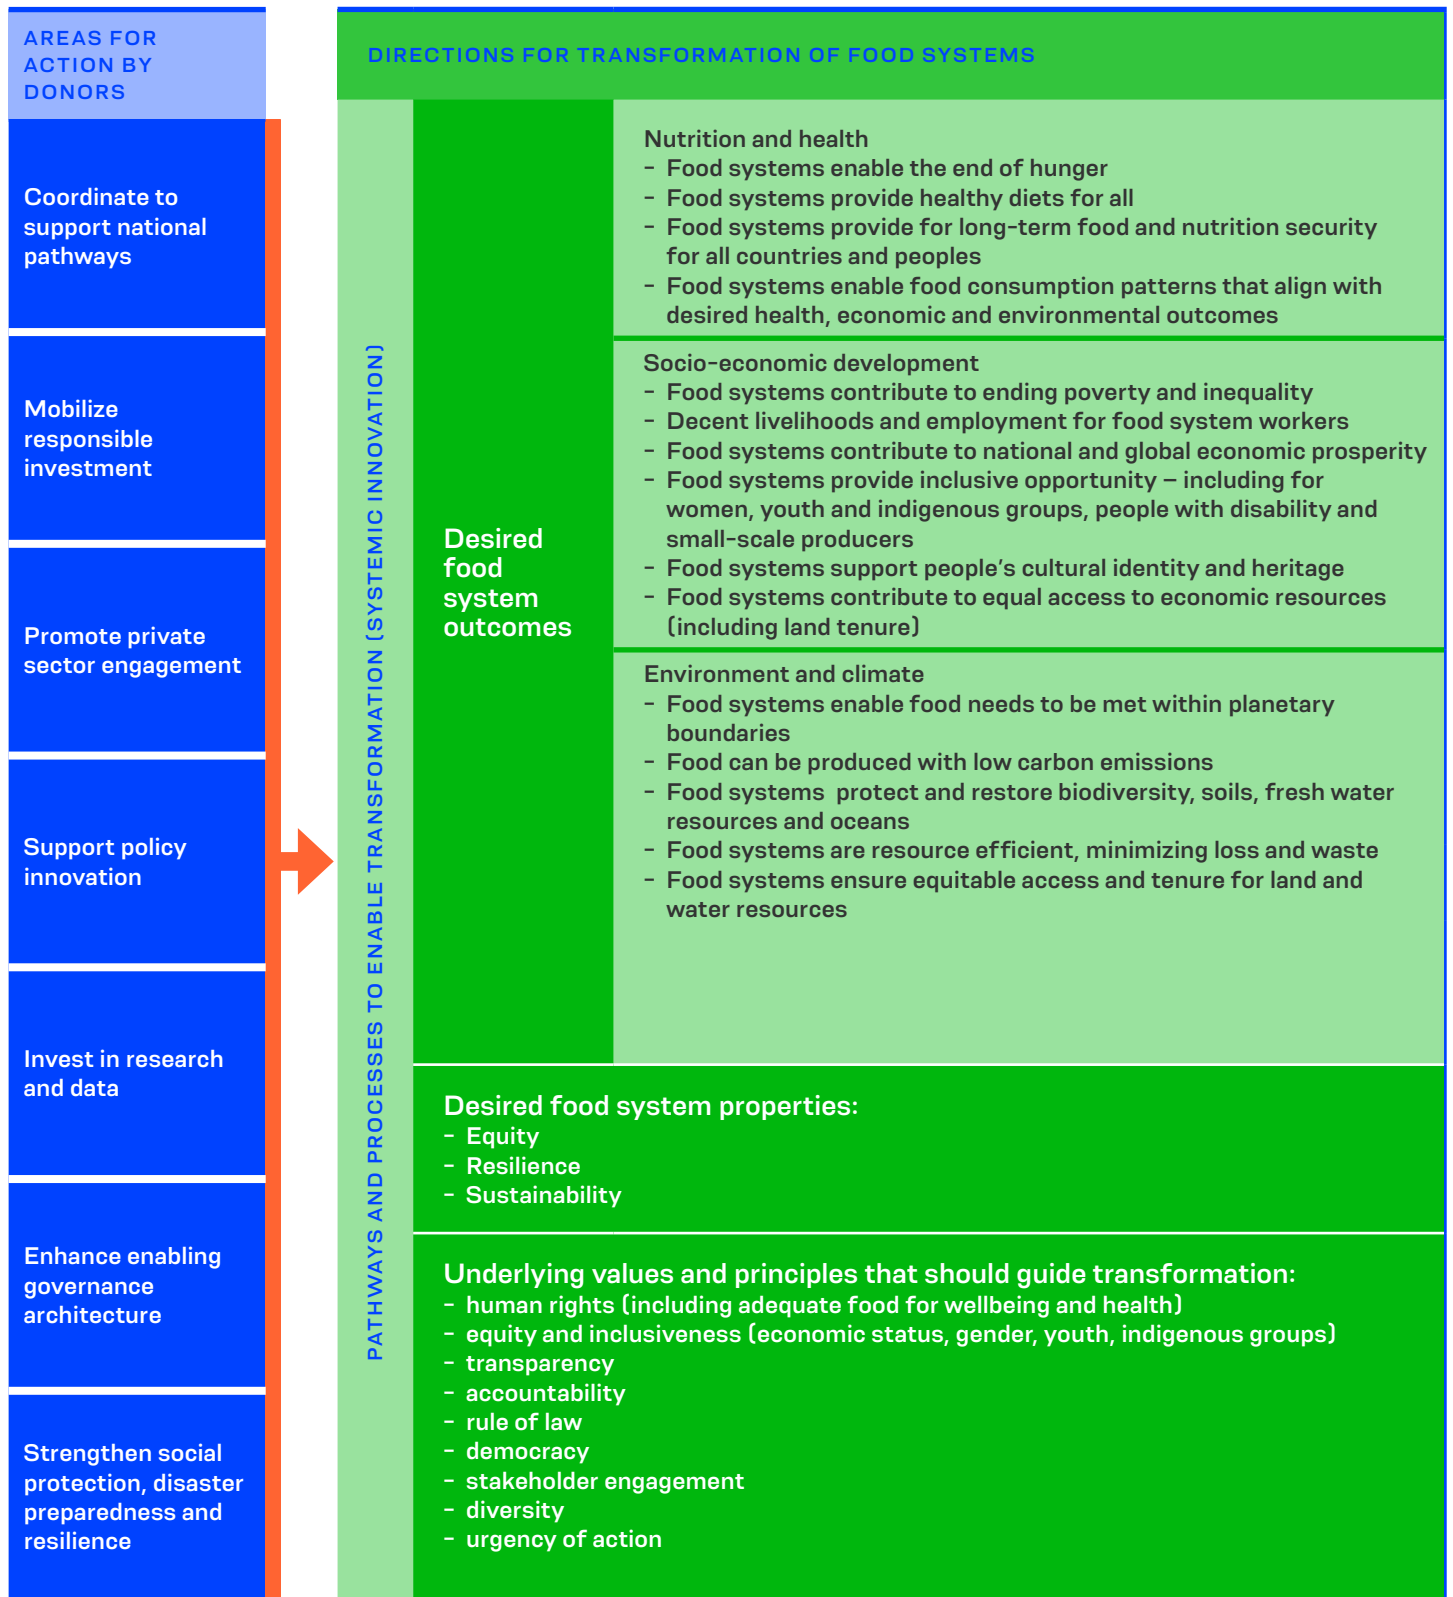 AREAS FOR
ACTION BY
DONORS
Coordinate to
support national
pathways
Mobilize
responsible
investment
Promote private
sector engagement
Support policy
innovation
Invest in research
and data
Enhance enabling
governance
architecture
Strengthen social
protection, disaster
preparedness and
resilience
DIRECTIONS FOR TRANSFORMATION OF FOOD SYSTEMS
PATHWAYS AND PROCESSES TO ENABLE TRANSFORMATION (SYSTEMIC INNOVATION)
Desired
food
system
outcomes
Nutrition and health
- Food systems enable the end of hunger
- Food systems provide healthy diets for all
- Food systems provide for long-term food and nutrition security
for all countries and peoples
- Food systems enable food consumption patterns that align with
desired health, economic and environmental outcomes
Socio-economic development
- Food systems contribute to ending poverty and inequality
- Decent livelihoods and employment for food system workers
- Food systems contribute to national and global economic prosperity
- Food systems provide inclusive opportunity – including for
women, youth and indigenous groups, people with disability and
small-scale producers
- Food systems support people's cultural identity and heritage
- Food systems contribute to equal access to economic resources
(including land tenure)
Environment and climate
- Food systems enable food needs to be met within planetary
boundaries
- Food can be produced with low carbon emissions
- Food systems protect and restore biodiversity, soils, fresh water
resources and oceans
- Food systems are resource efficient, minimizing loss and waste
- Food systems ensure equitable access and tenure for land and
water resources
Desired food system properties:
- Equity
- Resilience
- Sustainability
Underlying values and principles that should guide transformation:
- human rights (including adequate food for wellbeing and health)
- equity and inclusiveness (economic status, gender, youth, indigenous groups)
- transparency
- accountability
- rule of law
- democracy
- stakeholder engagement
- diversity
- urgency of action